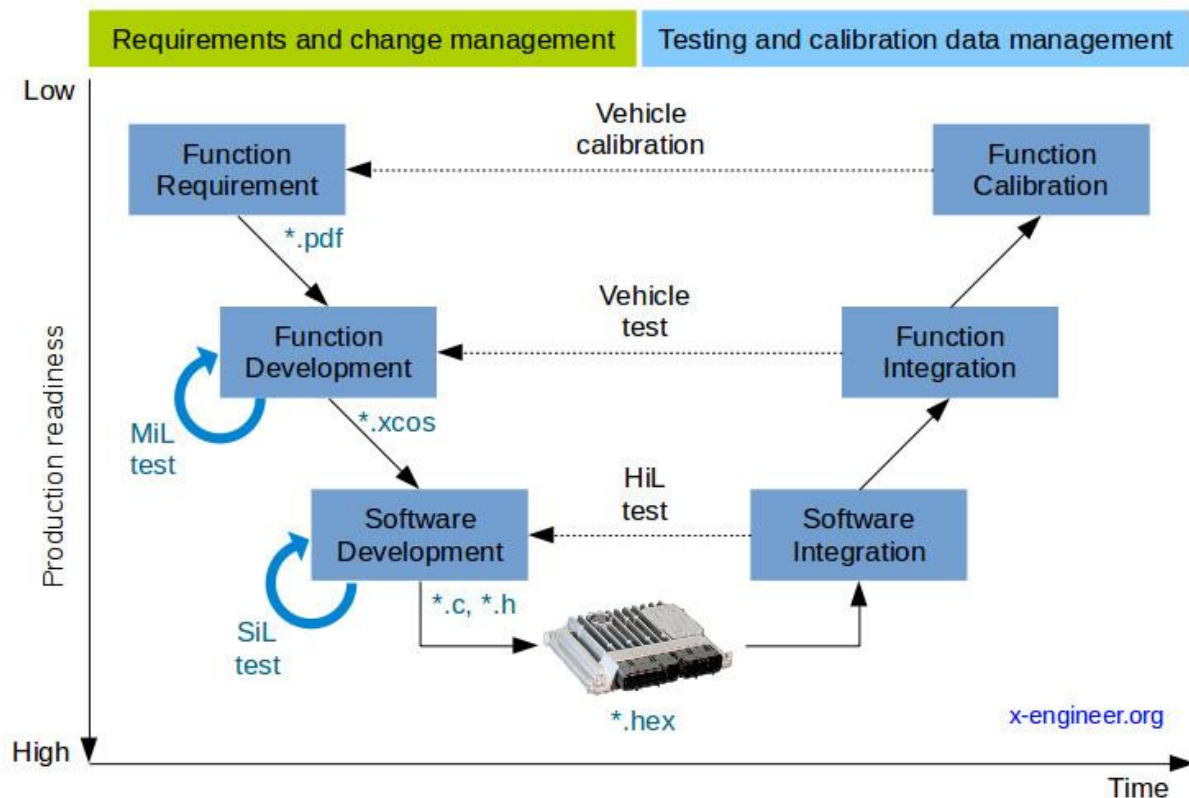 Requirements and change management
Testing and calibration data management
Low
Vehicle
calibration
Function
Requirement
Function
Calibration
*.pdf
Vehicle
test
Function
Development
Function
Integration
Production readiness
MiL
test
*.xcos
HiL
test
Software
Development
Software
Integration
SiL
test
*.c, *.h
*.hex
x-engineer.org
High
Time